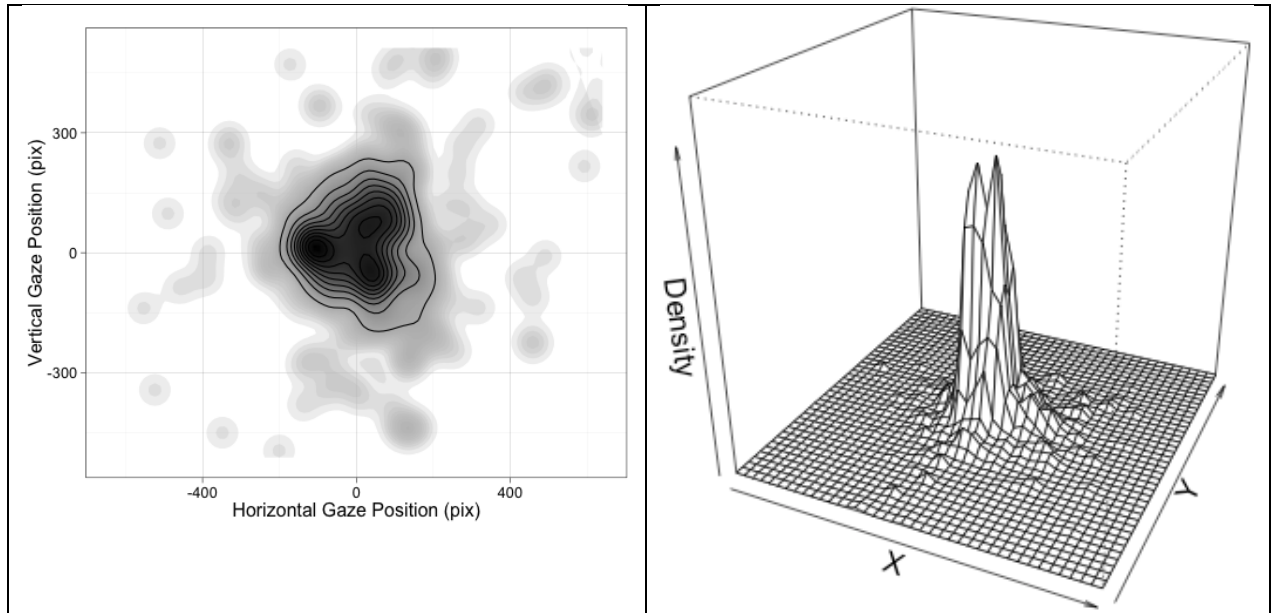 Vertical Gaze Position (pix)
300
0
-300
-400
0
400
Horizontal Gaze Position (pix)
Density
X
Y